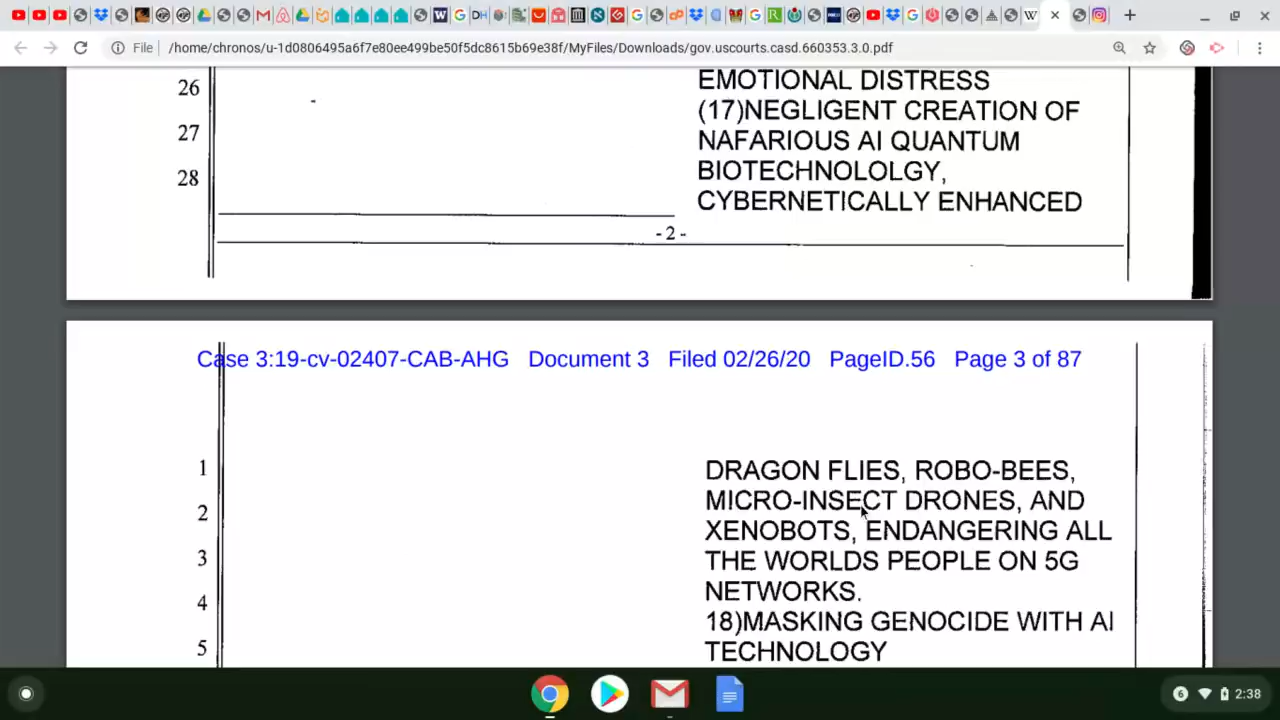 File
/home/chronos/u-1d0806495a6f7e80ee499be50f5dc8615b69e38f/MyFiles/Downloads/gov.uscourts.casd.660353.3.0.pdf
26
EMOTIONAL DISTRESS
(17)NEGLIGENT CREATION OF
27
NAFARIOUS AI QUANTUM
28
BIOTECHNOLOLGY,
CYBERNETICALLY ENHANCED
- 2 -
Case 3:19-cv-02407-CAB-AHG Document 3 Filed 02/26/20 PageID.56 Page 3 of 87
1
DRAGON FLIES, ROBO-BEES,
2
MICRO-INSECT DRONES, AND
XENOBOTS, ENDANGERING ALL
3
THE WORLDS PEOPLE ON 5G
NETWORKS.
4
18)MASKING GENOCIDE WITH AI
5
TECHNOLOGY
6
2:38